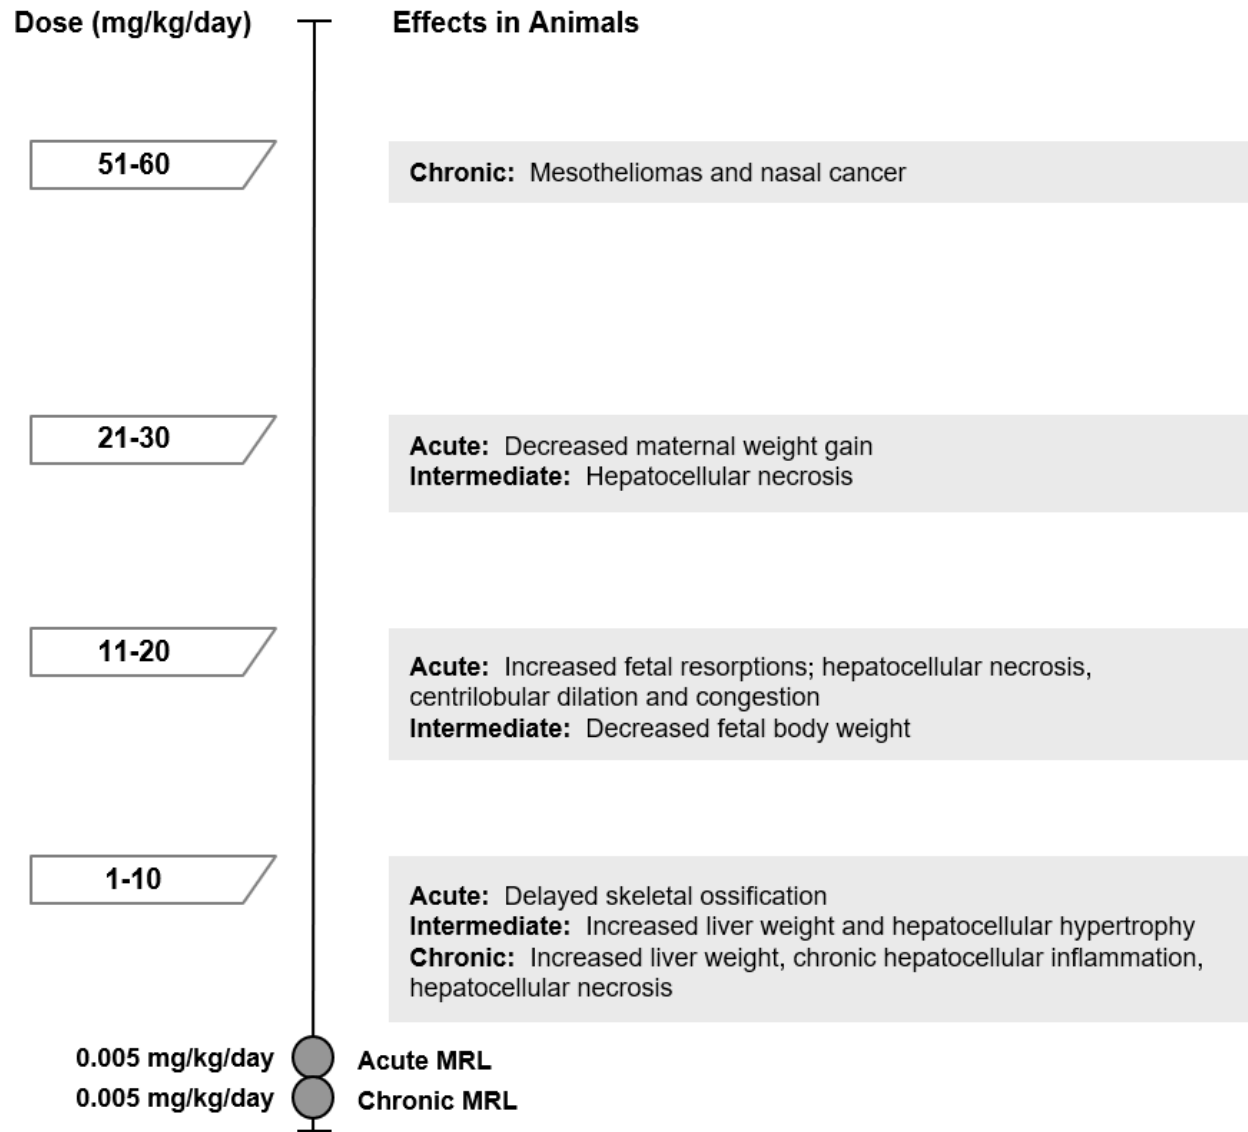 Dose (mg/kg/day)
Effects in Animals
51-60
Chronic: Mesotheliomas and nasal cancer
21-30
Acute: Decreased maternal weight gain
Intermediate: Hepatocellular necrosis
11-20
Acute: Increased fetal resorptions; hepatocellular necrosis,
centrilobular dilation and congestion
Intermediate: Decreased fetal body weight
1-10
Acute: Delayed skeletal ossification
Intermediate: Increased liver weight and hepatocellular hypertrophy
Chronic: Increased liver weight, chronic hepatocellular inflammation,
hepatocellular necrosis
0.005 mg/kg/day
Acute MRL
0.005 mg/kg/day
Chronic MRL